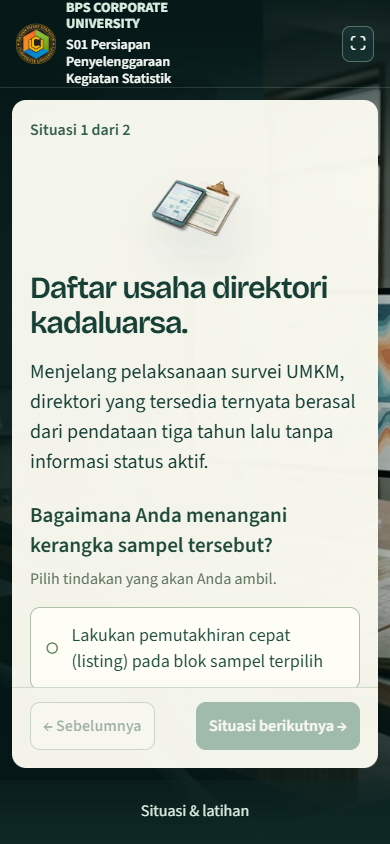 BPS CORPORATE
UNIVERSITY
S01 Persiapan
Penyelenggaraan
Kegiatan Statistik
Situasi 1 dari 2
Daftar usaha direktori
kadaluarsa.
Menjelang pelaksanaan survei UMKM,
direktori yang tersedia ternyata berasal
dari pendataan tiga tahun lalu tanpa
informasi status aktif.
Bagaimana Anda menangani
kerangka sampel tersebut?
Pilih tindakan yang akan Anda ambil.
Lakukan pemutakhiran cepat
(listing) pada blok sampel terpilih
← Sebelumnya
Situasi berikutnya →
Situasi & latihan